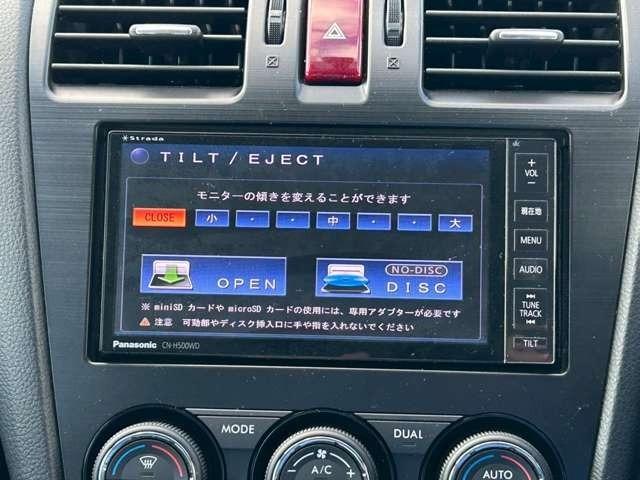 Strada
TILT/EJECT
モニターの傾きを変えることができます
CLOSE 小 ・ ・ 中 ・ ・ 大
OPEN
NO-DISC
DISC
※ miniSD カードや microSD カードの使用には、専用アダプターが必要です
注意 可動部やディスク挿入口に手や指を入れないでください
Panasonic CN-H500WD
+
VOL
−
現在地
MENU
AUDIO
TUNE
TRACK
TILT
MODE
DUAL
A/C
AUTO